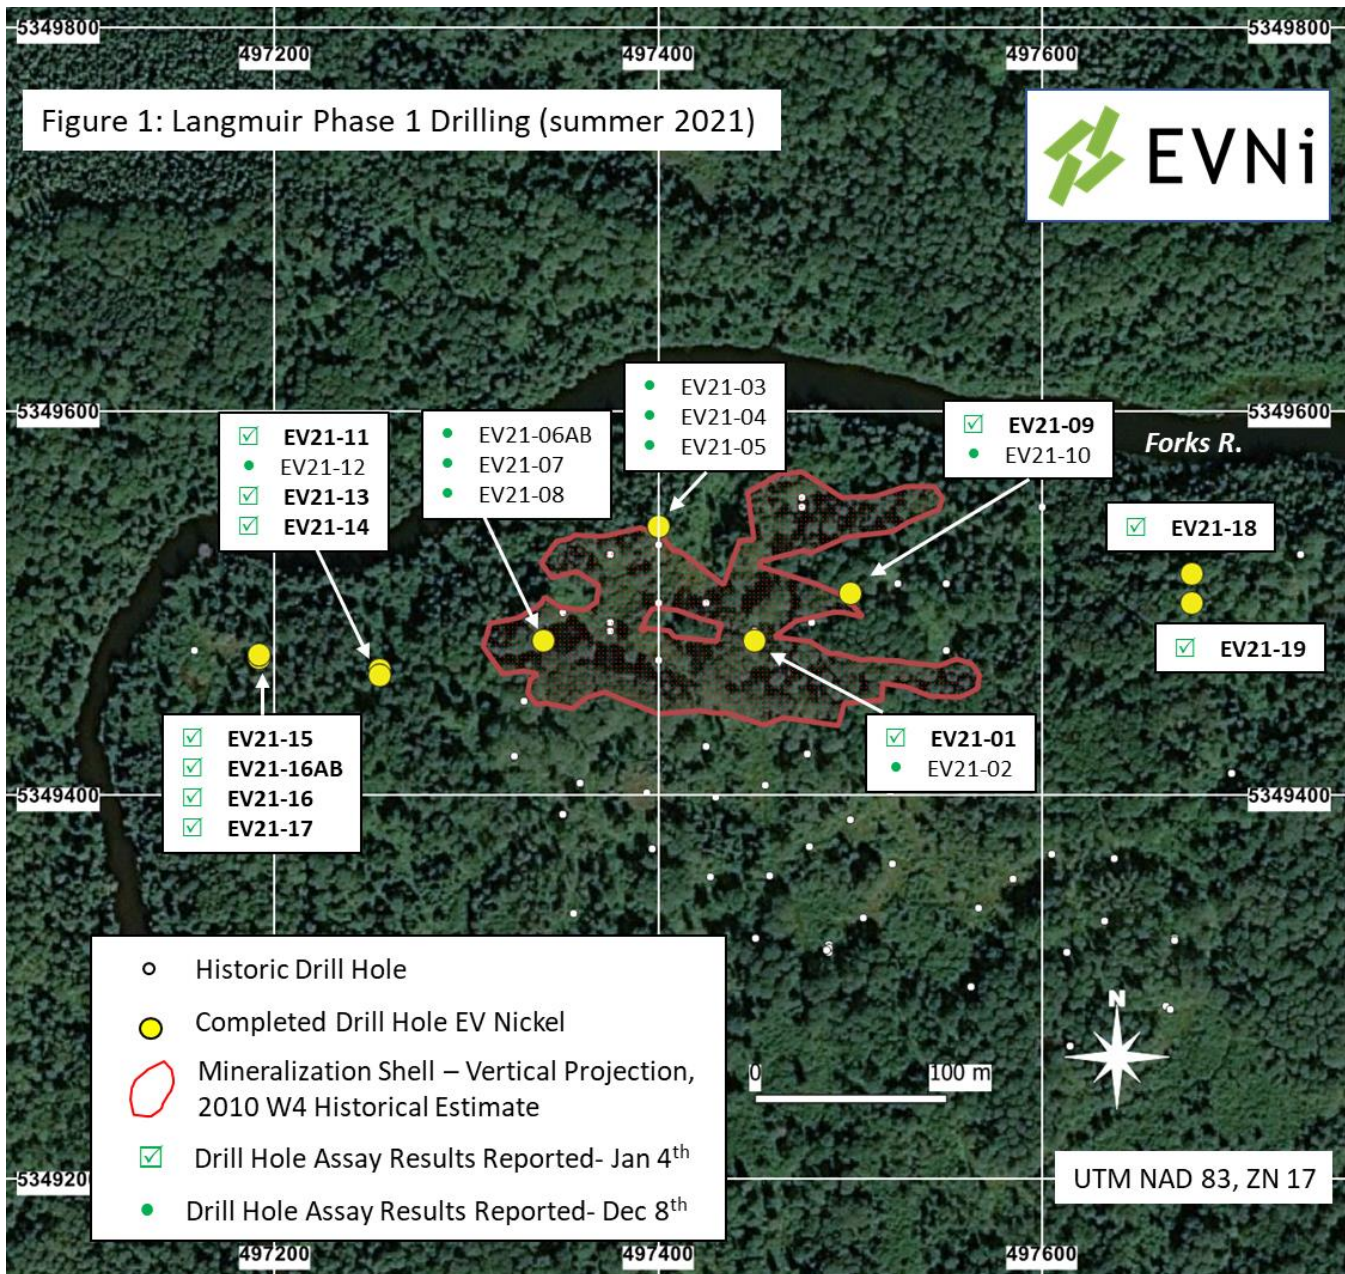 5349800
5349800
497200
497400
497600
Figure 1: Langmuir Phase 1 Drilling (summer 2021)
EVNi
5349600
5349600
EV21-03
EV21-04
EV21-05
EV21-11
EV21-12
EV21-13
EV21-14
EV21-06AB
EV21-07
EV21-08
EV21-09
EV21-10
Forks R.
EV21-18
EV21-19
EV21-15
EV21-16AB
EV21-16
EV21-17
EV21-01
EV21-02
5349400
5349400
Historic Drill Hole
Completed Drill Hole EV Nickel
Mineralization Shell – Vertical Projection,
2010 W4 Historical Estimate
Drill Hole Assay Results Reported- Jan 4th
Drill Hole Assay Results Reported- Dec 8th
N
0 100 m
5349200
UTM NAD 83, ZN 17
497200
497400
497600